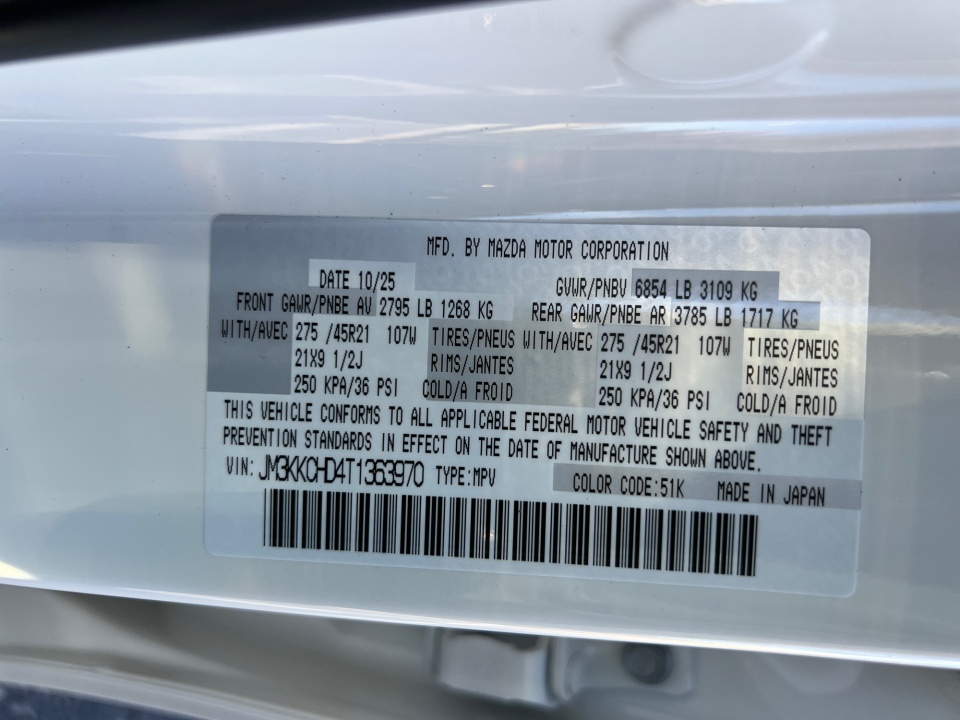 MFD. BY MAZDA MOTOR CORPORATION
DATE 10/25 GVWR/PNBV 6854 LB 3109 KG
FRONT GAWR/PNBE AV 2795 LB 1268 KG REAR GAWR/PNBE AR 3785 LB 1717 KG
WITH/AVEC 275 /45R21 107W TIRES/PNEUS WITH/AVEC 275 /45R21 107W TIRES/PNEUS
21X9 1/2J RIMS/JANTES 21X9 1/2J RIMS/JANTES
250 KPA/36 PSI COLD/A FROID 250 KPA/36 PSI COLD/A FROID
THIS VEHICLE CONFORMS TO ALL APPLICABLE FEDERAL MOTOR VEHICLE SAFETY AND THEFT
PREVENTION STANDARDS IN EFFECT ON THE DATE OF MANUFACTURE SHOWN ABOVE.
VIN: JM3KKCHD4T1363970 TYPE:MPV COLOR CODE:51K MADE IN JAPAN